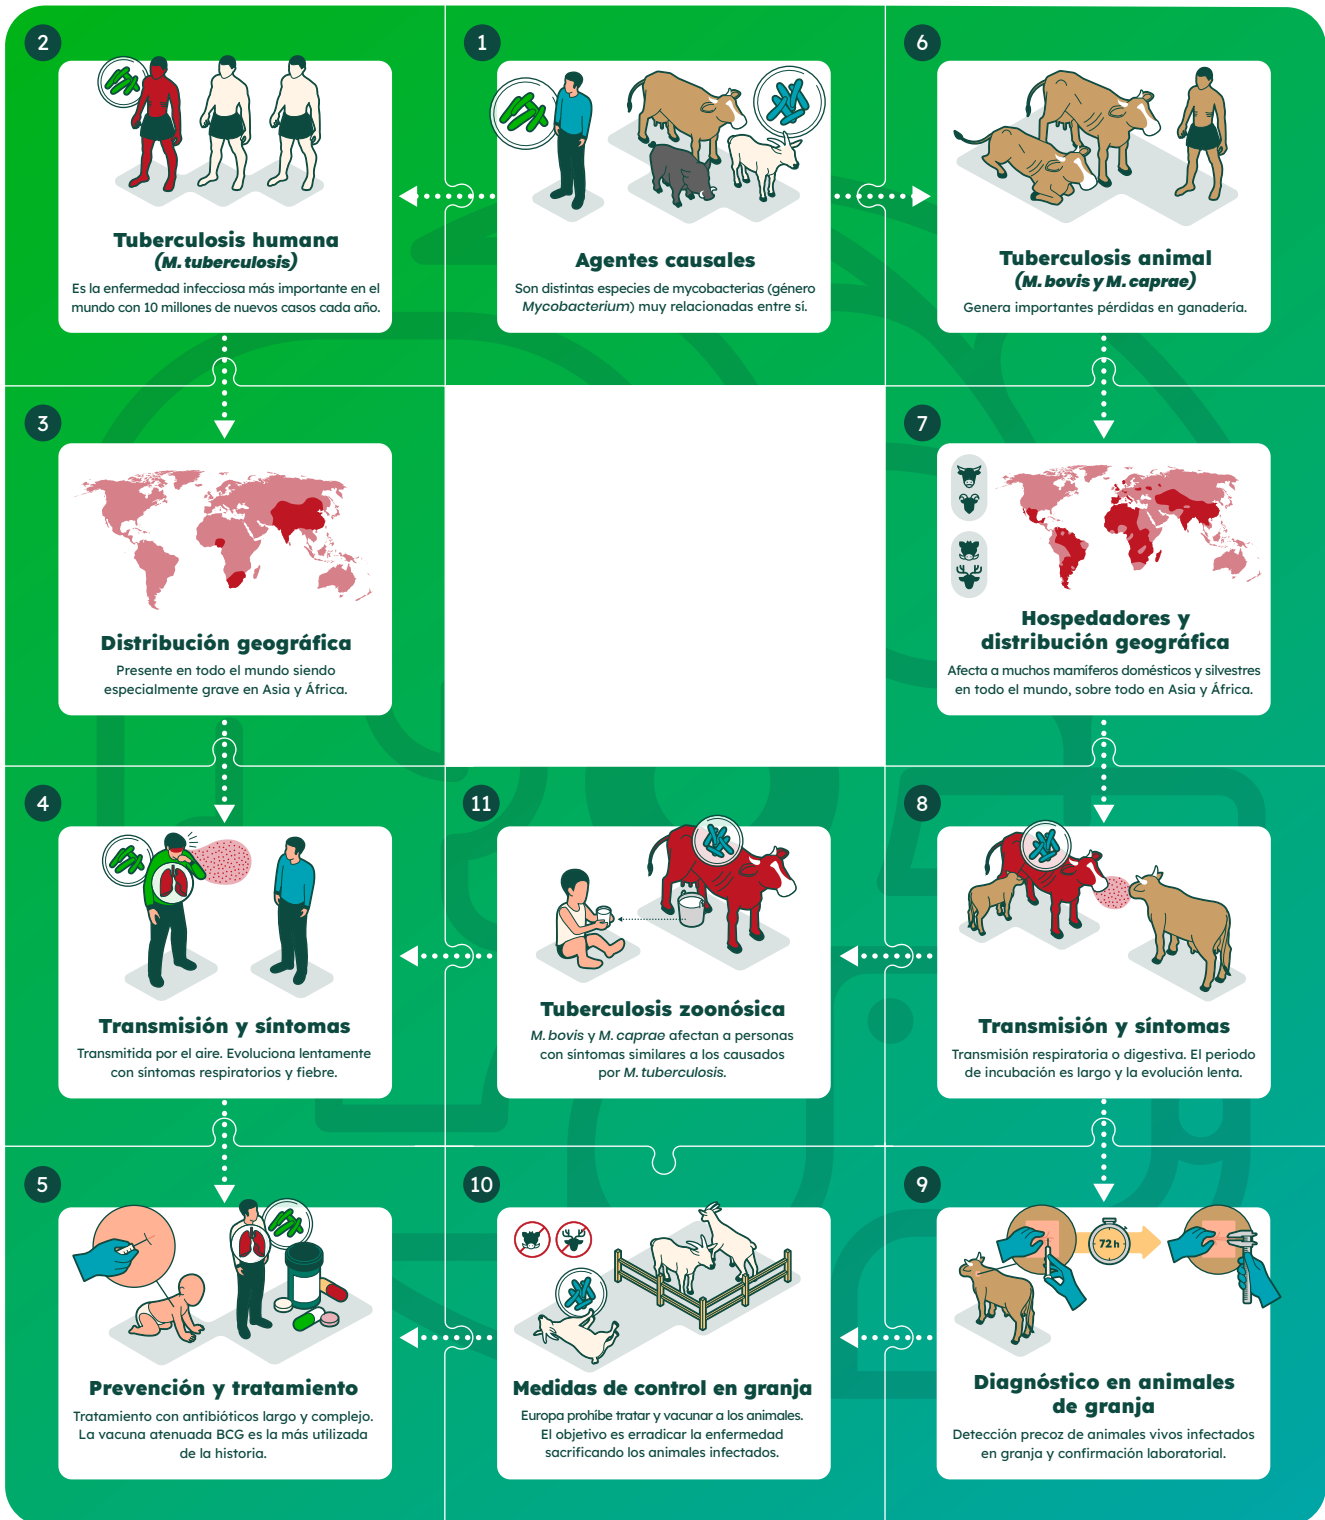 2
Tuberculosis humana
(M. tuberculosis)
Es la enfermedad infecciosa más importante en el
mundo con 10 millones de nuevos casos cada año.
1
Agentes causales
Son distintas especies de mycobacterias (género
Mycobacterium) muy relacionadas entre sí.
6
Tuberculosis animal
(M. bovis y M. caprae)
Genera importantes pérdidas en ganadería.
3
Distribución geográfica
Presente en todo el mundo siendo
especialmente grave en Asia y África.
7
Hospedadores y
distribución geográfica
Afecta a muchos mamíferos domésticos y silvestres
en todo el mundo, sobre todo en Asia y África.
4
Transmisión y síntomas
Transmitida por el aire. Evoluciona lentamente
con síntomas respiratorios y fiebre.
11
Tuberculosis zoonósica
M. bovis y M. caprae afectan a personas
con síntomas similares a los causados
por M. tuberculosis.
8
Transmisión y síntomas
Transmisión respiratoria o digestiva. El periodo
de incubación es largo y la evolución lenta.
5
Prevención y tratamiento
Tratamiento con antibióticos largo y complejo.
La vacuna atenuada BCG es la más utilizada
de la historia.
10
Medidas de control en granja
Europa prohíbe tratar y vacunar a los animales.
El objetivo es erradicar la enfermedad
sacrificando los animales infectados.
9
72 h
Diagnóstico en animales
de granja
Detección precoz de animales vivos infectados
en granja y confirmación laboratorial.